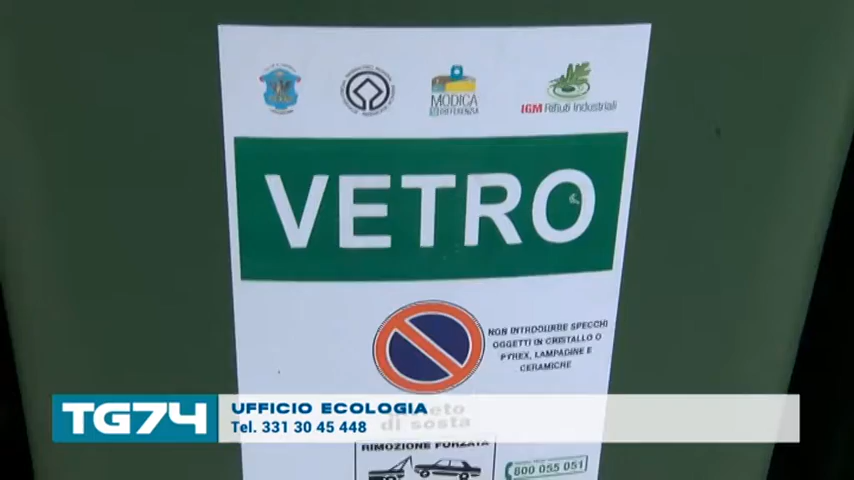 MODICA
DIFFERENZIA
IGM Rifiuti Industriali
VETRO
NON INTRODURRE SPECCHI
OGGETTI IN CRISTALLO O
PYREX, LAMPADINE E
CERAMICHE
TG74
UFFICIO ECOLOGIA
Tel. 331 30 45 448
di sosta
RIMOZIONE FORZATA
800 055 051